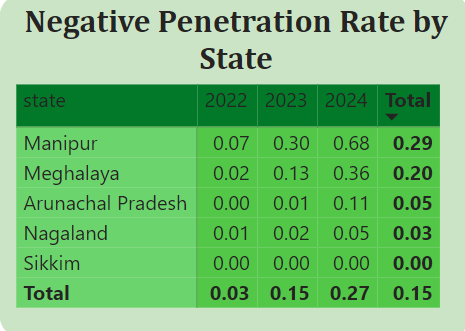 Negative Penetration Rate by
State
state 2022 2023 2024 Total
Manipur 0.07 0.30 0.68 0.29
Meghalaya 0.02 0.13 0.36 0.20
Arunachal Pradesh 0.00 0.01 0.11 0.05
Nagaland 0.01 0.02 0.05 0.03
Sikkim 0.00 0.00 0.00 0.00
Total 0.03 0.15 0.27 0.15